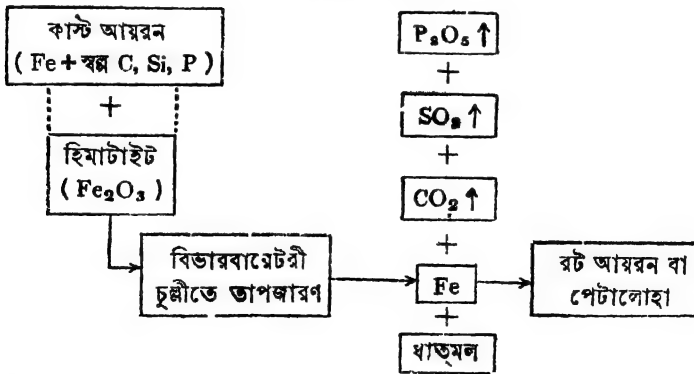 কাস্ট আয়রন
( Fe + স্বল্প C, Si, P )
+
হিমাটাইট
( Fe₂O₃ )
বিভারবারেটরী
চুল্লীতে তাপজারণ
P₂O₅ ↑
+
SO₂ ↑
+
CO₂ ↑
+
Fe
+
ধাতুমল
রট আয়রন বা
পেটালোহা